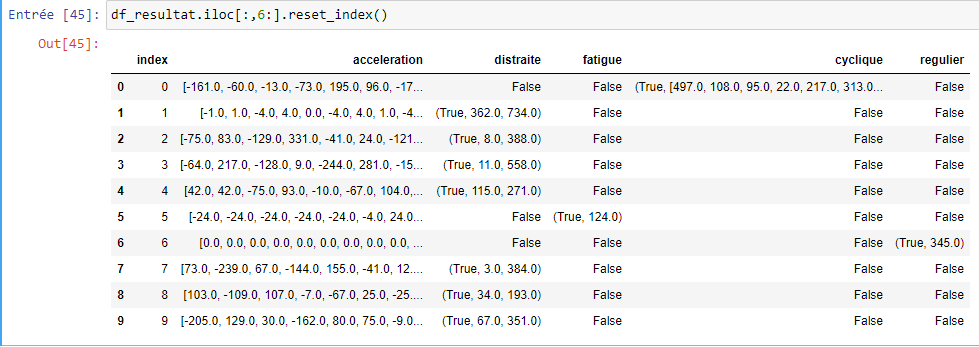 Entrée [45]: df_resultat.iloc[:,6:].reset_index()
Out[45]:
index acceleration distraite fatigue cyclique regulier
0 0 [-161.0, -60.0, -13.0, -73.0, 195.0, 96.0, -17... False False (True, [497.0, 108.0, 95.0, 22.0, 217.0, 313.0... False
1 1 [-1.0, 1.0, -4.0, 4.0, 0.0, -4.0, 4.0, 1.0, -4... (True, 362.0, 734.0) False False False
2 2 [-75.0, 83.0, -129.0, 331.0, -41.0, 24.0, -121... (True, 8.0, 388.0) False False False
3 3 [-64.0, 217.0, -128.0, 9.0, -244.0, 281.0, -15... (True, 11.0, 558.0) False False False
4 4 [42.0, 42.0, -75.0, 93.0, -10.0, -67.0, 104.0,... (True, 115.0, 271.0) False False False
5 5 [-24.0, -24.0, -24.0, -24.0, -24.0, -4.0, 24.0... False (True, 124.0) False False
6 6 [0.0, 0.0, 0.0, 0.0, 0.0, 0.0, 0.0, 0.0, 0.0, ... False False False (True, 345.0)
7 7 [73.0, -239.0, 67.0, -144.0, 155.0, -41.0, 12.... (True, 3.0, 384.0) False False False
8 8 [103.0, -109.0, 107.0, -7.0, -67.0, 25.0, -25.... (True, 34.0, 193.0) False False False
9 9 [-205.0, 129.0, 30.0, -162.0, 80.0, 75.0, -9.0... (True, 67.0, 351.0) False False False